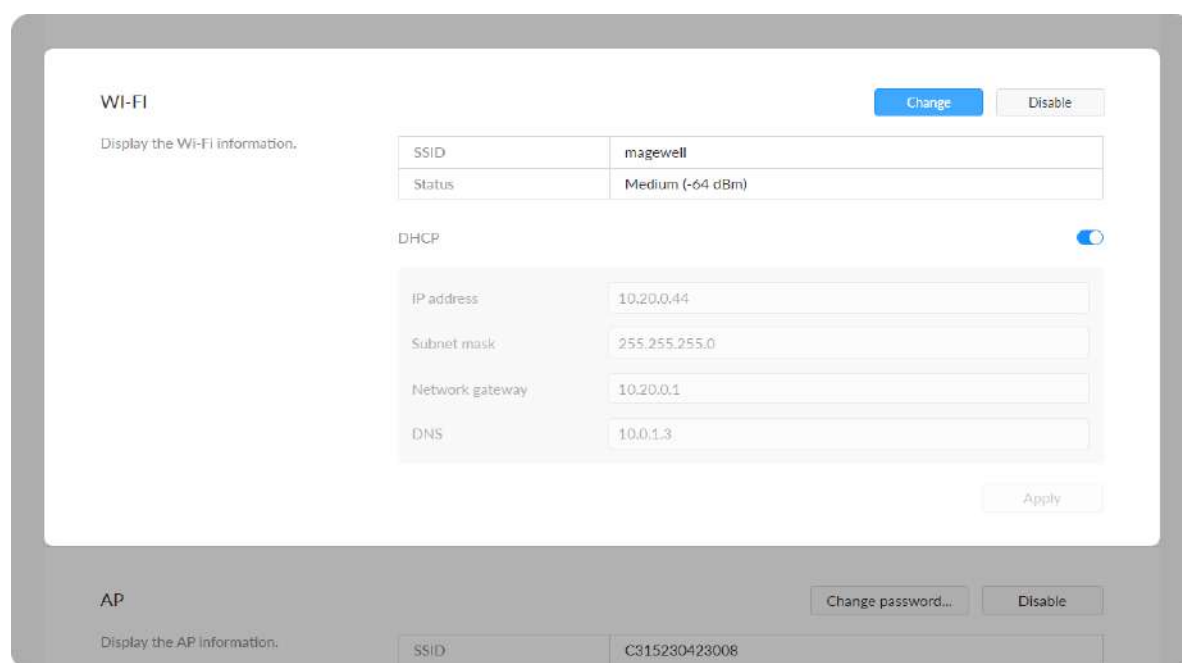 WI-FI Change Disable
Display the Wi-Fi information.
SSID magewell
Status Medium (-64 dBm)
DHCP
IP address 10.20.0.44
Subnet mask 255.255.255.0
Network gateway 10.20.0.1
DNS 10.0.1.3
Apply
AP Change password... Disable
Display the AP information.
SSID C315230423008